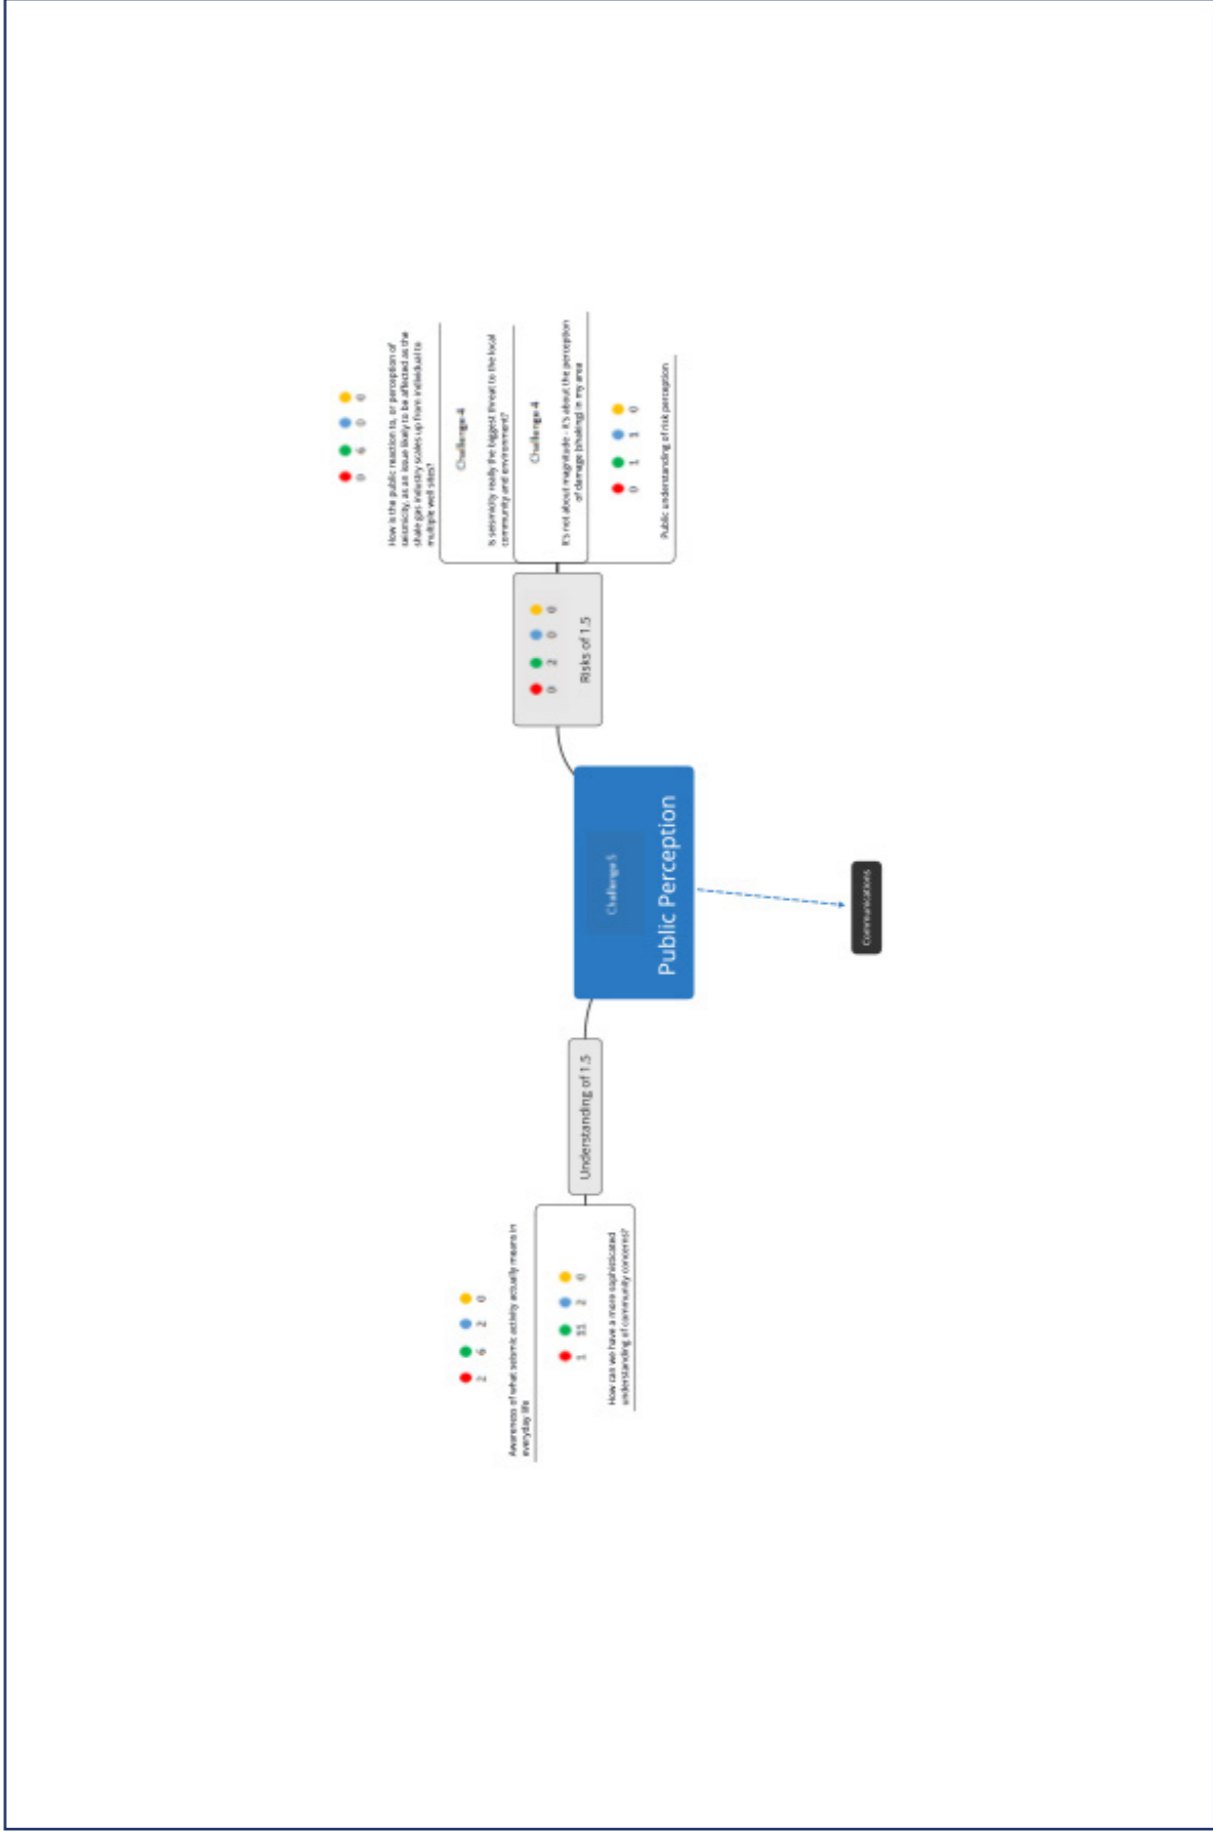 0 6 0 0
How is the public reaction to, or perception of
seismicity, as an issue likely to be affected as the
shale gas industry scales up from individual to
multiple well sites?
Challenge 4
Is seismicity really the biggest threat to the local
community and environment?
Challenge 4
It's not about magnitude - it's about the perception
of damage (shaking) in my area
0 1 1 0
Public understanding of risk perception
0 2 0 0
Risks of 1.5
Challenge 5
Public Perception
Communications
Understanding of 1.5
2 6 2 0
Awareness of what seismic activity actually means in
everyday life
1 11 2 0
How can we have a more sophisticated
understanding of community concerns?